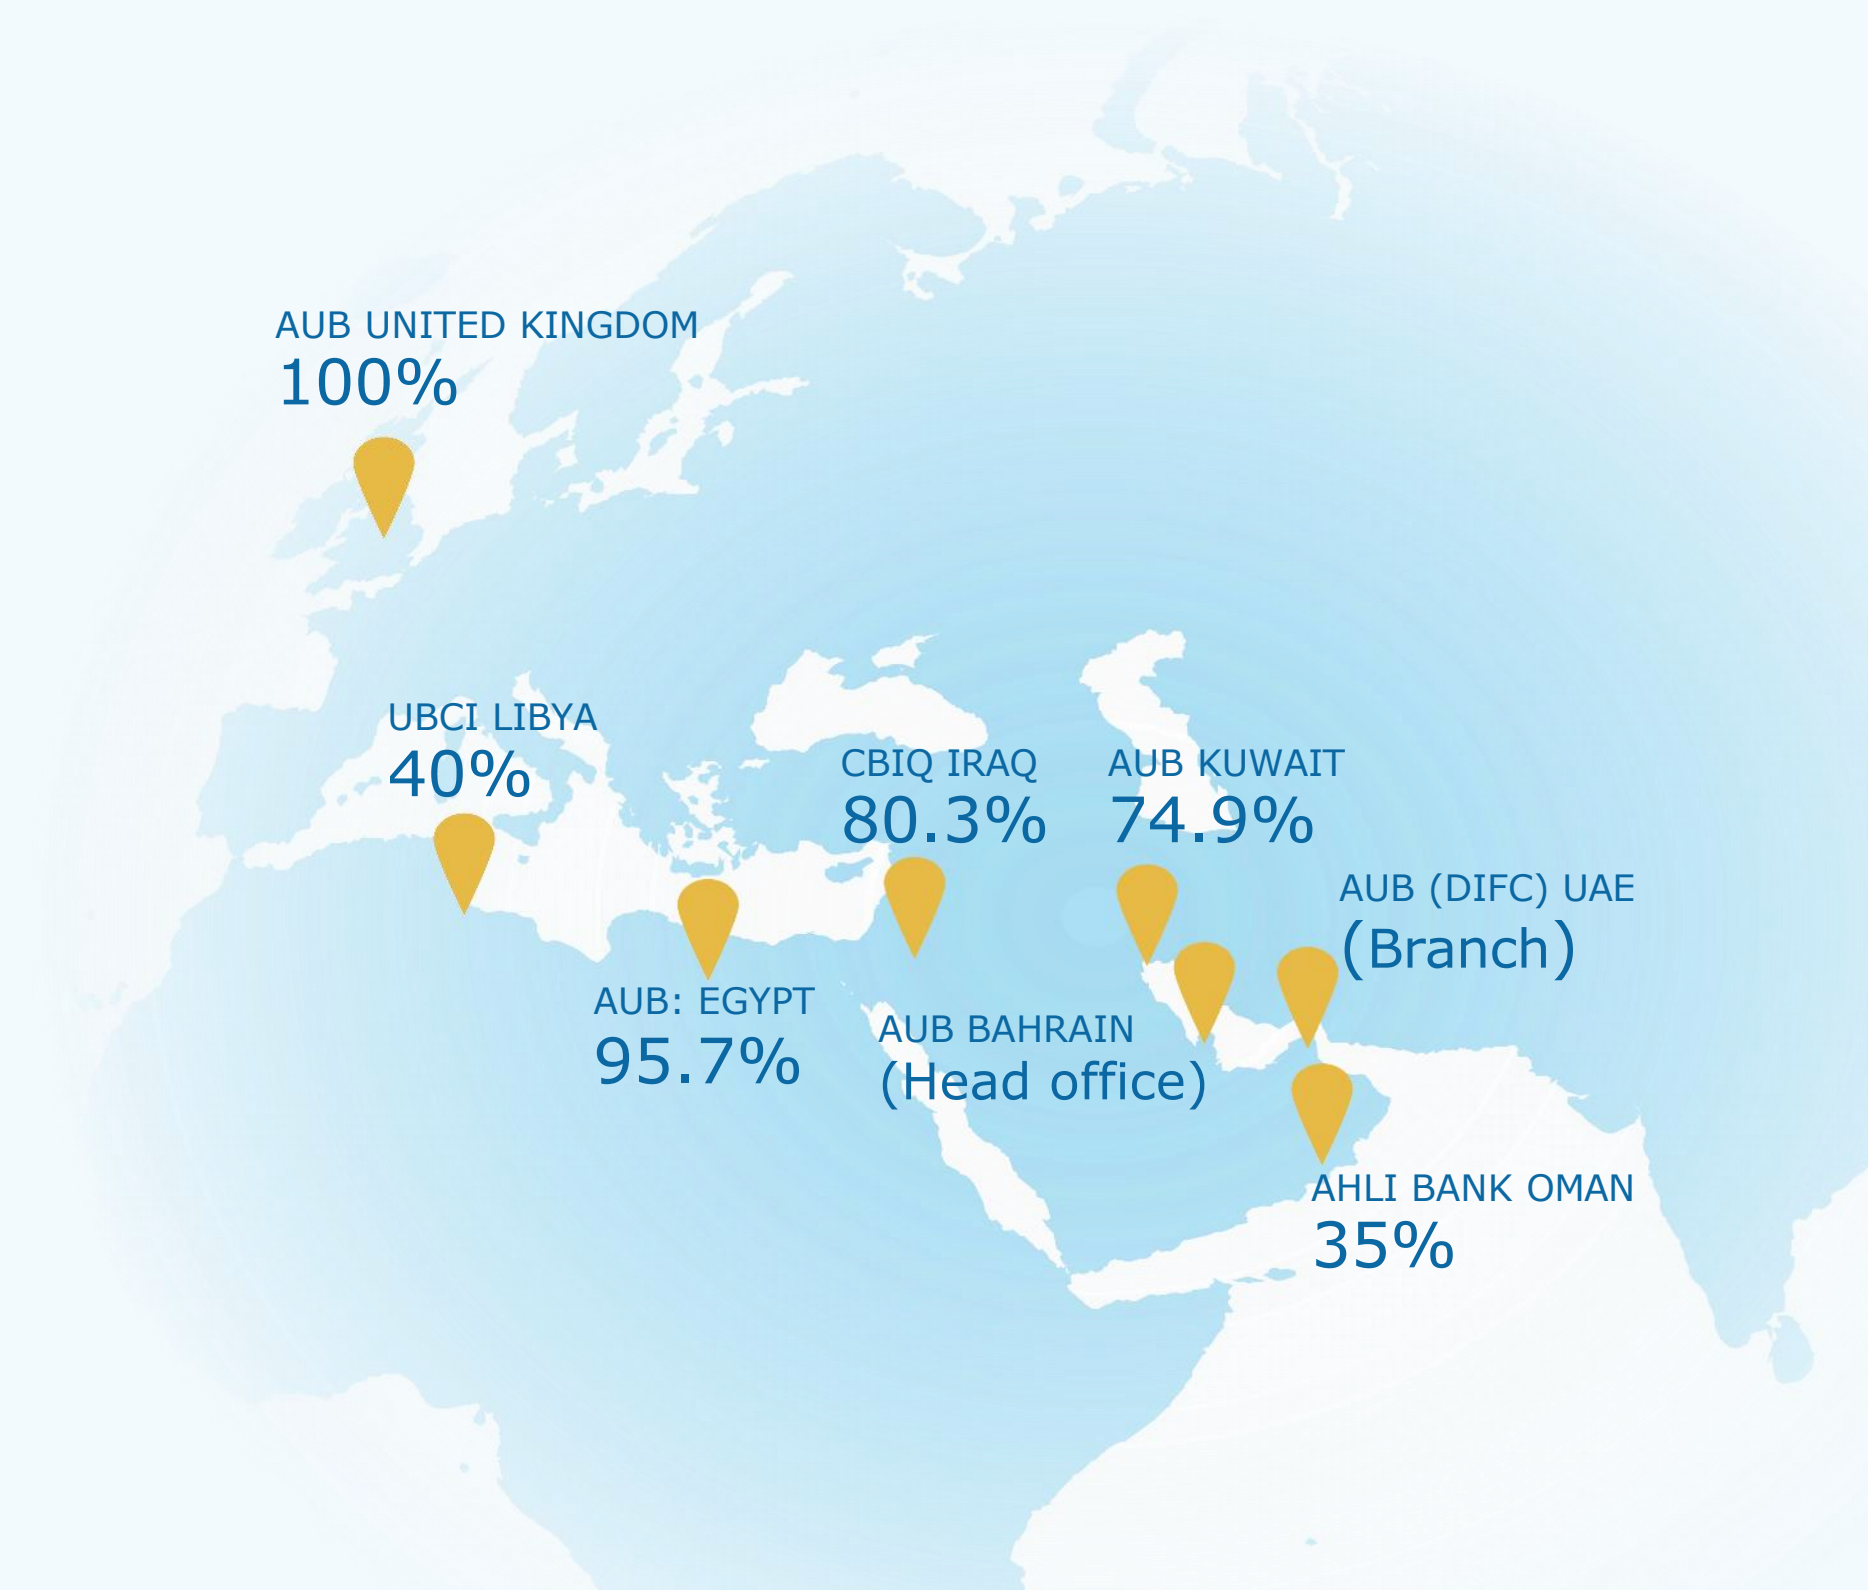 AUB UNITED KINGDOM
100%
UBCI LIBYA
40%
CBIQ IRAQ
80.3%
AUB KUWAIT
74.9%
AUB (DIFC) UAE
(Branch)
AUB: EGYPT
95.7%
AUB BAHRAIN
(Head office)
AHLI BANK OMAN
35%